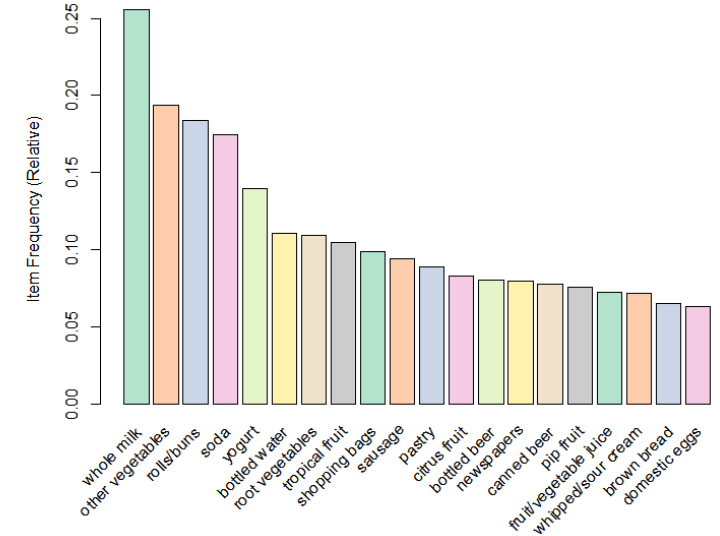 Item Frequency (Relative)
0.25
0.20
0.15
0.10
0.05
0.00
whole milk
other vegetables
rolls/buns
soda
yogurt
bottled water
root vegetables
tropical fruit
shopping bags
sausage
pastry
citrus fruit
bottled beer
newspapers
canned beer
pip fruit
fruit/vegetable juice
whipped/sour cream
brown bread
domestic eggs